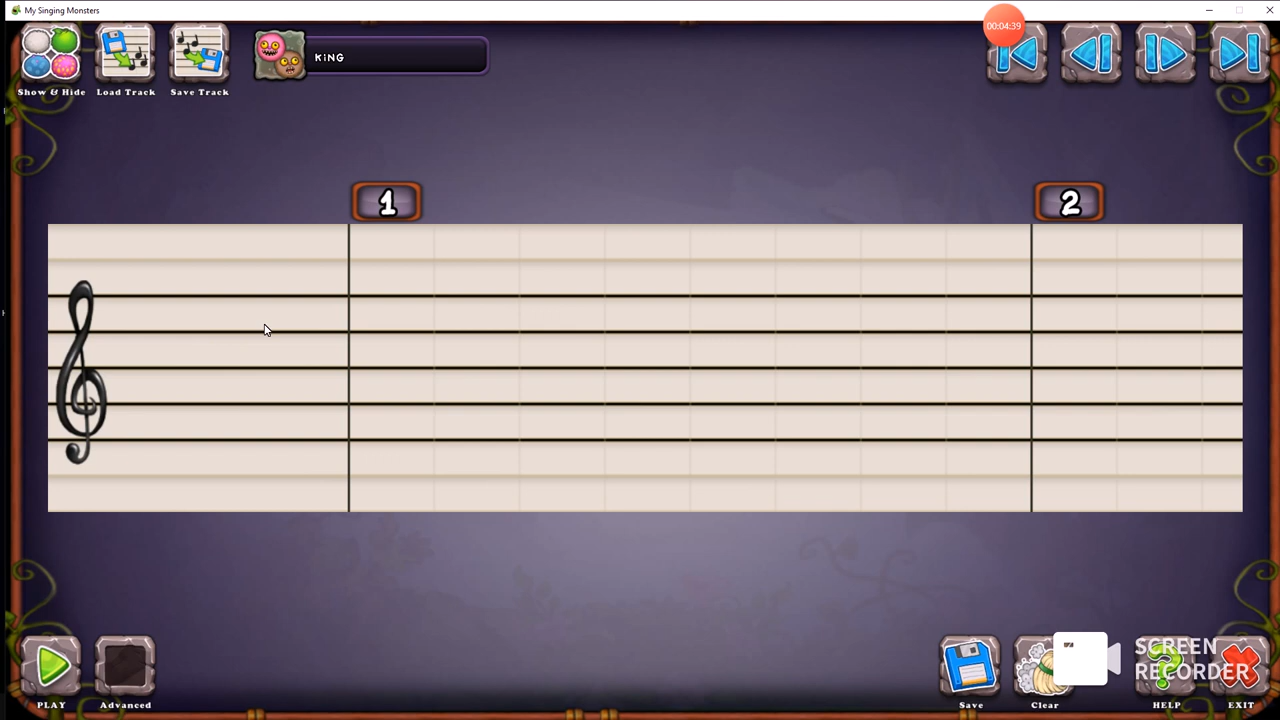 My Singing Monsters
00:04:39
KING
Show & Hide
Load Track
Save Track
1
2
SCREEN
RECORDER
PLAY
Advanced
Save
Clear
HELP
EXIT